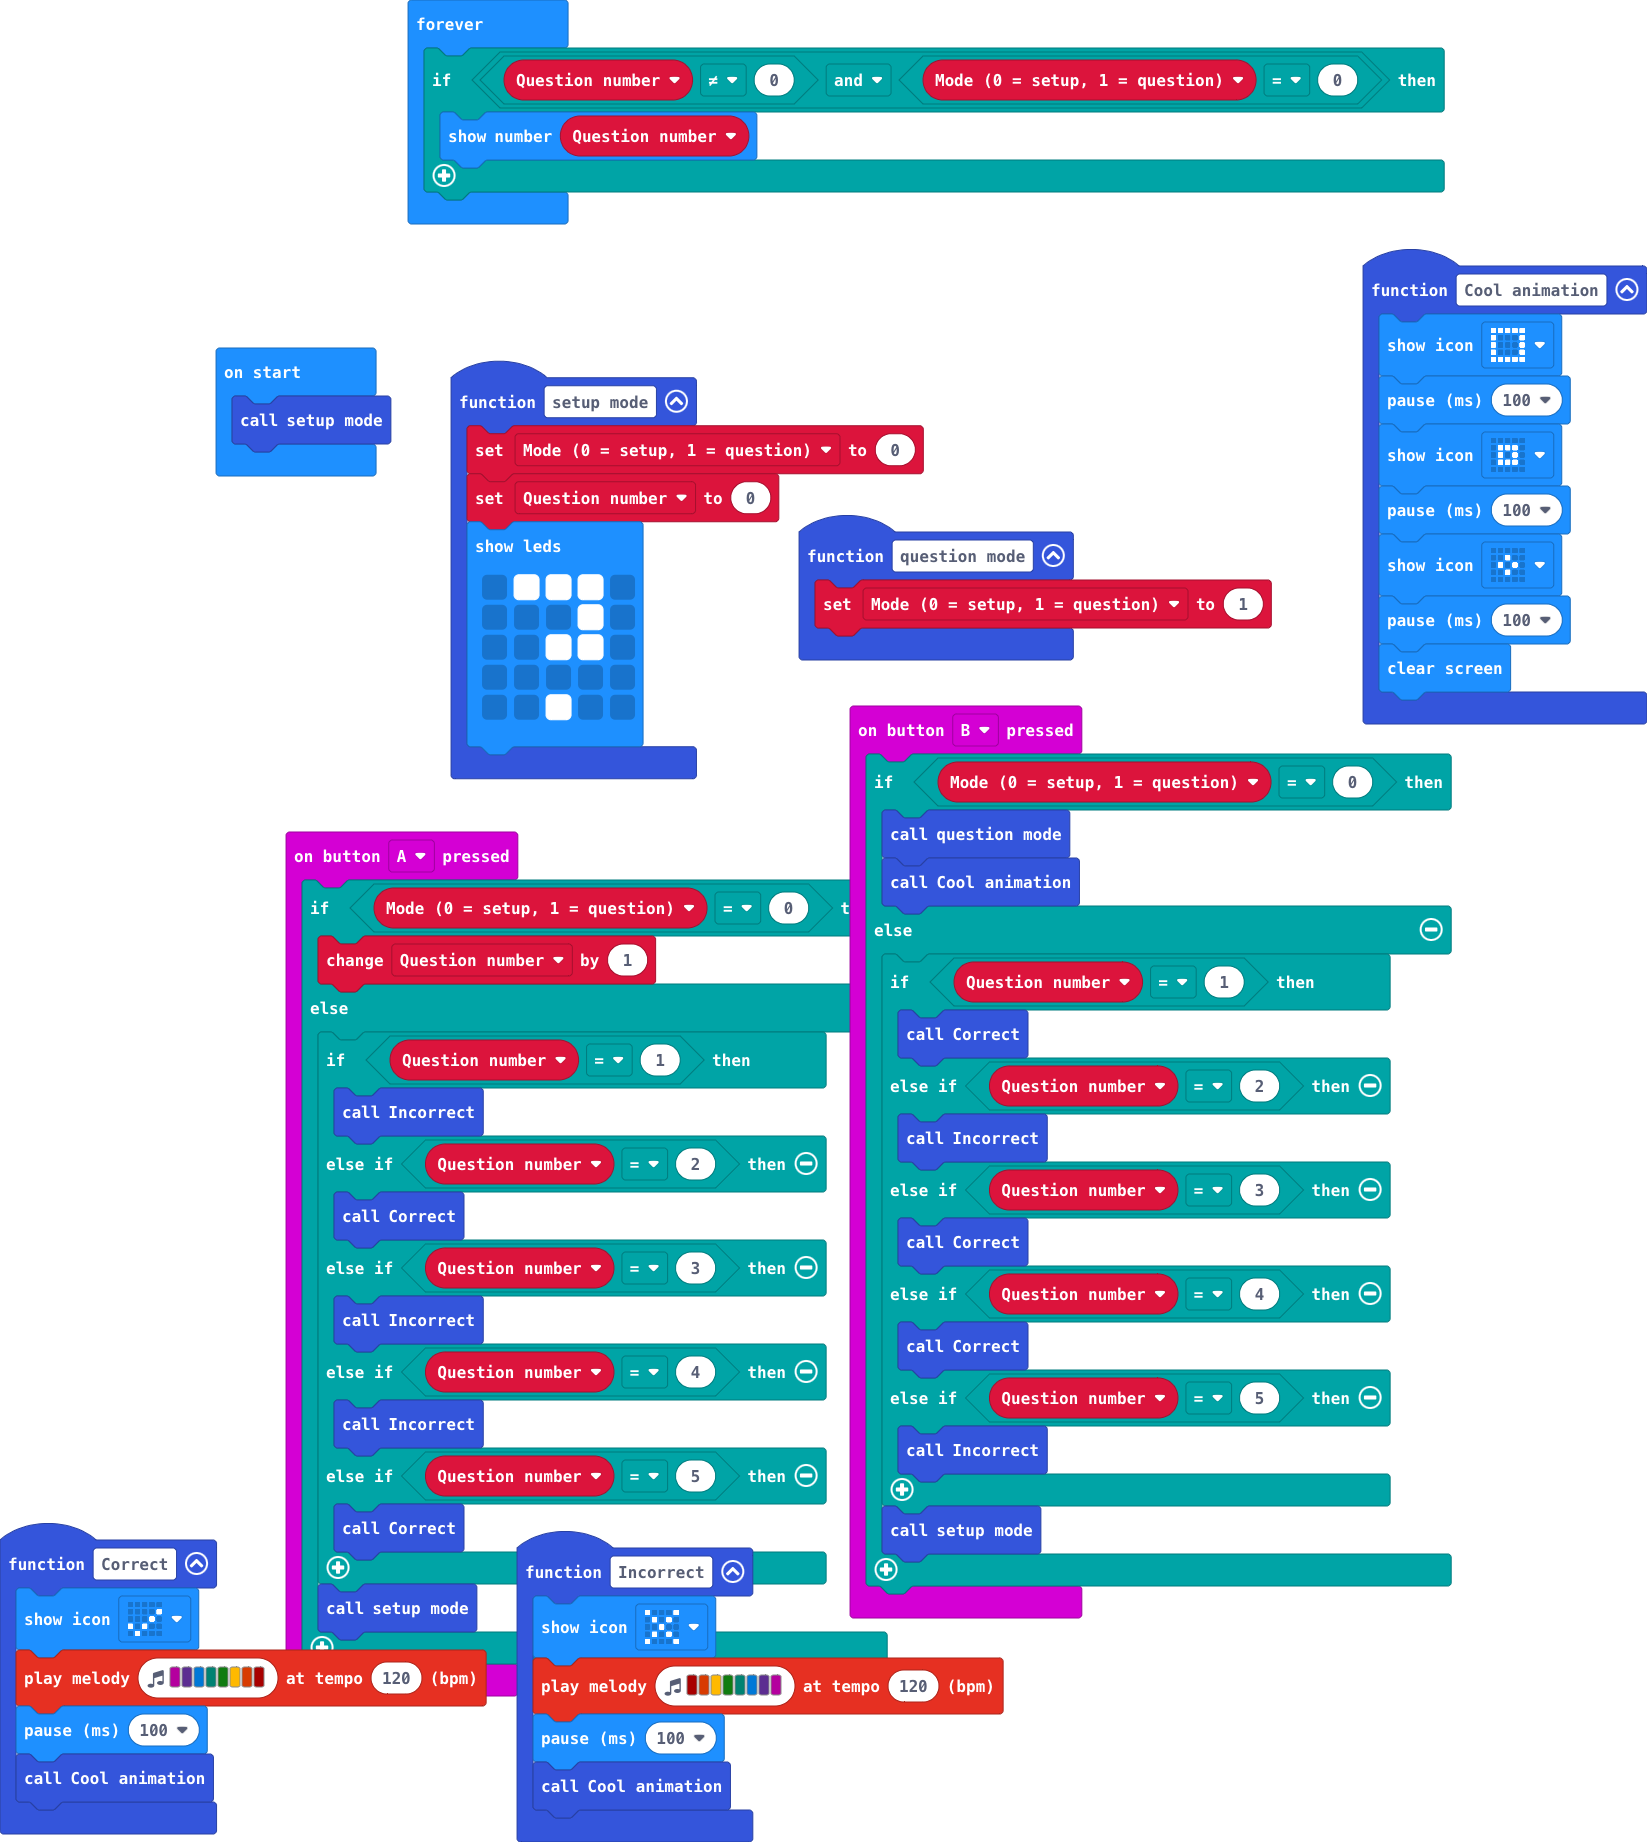 forever
if Question number ≠ 0 and Mode (0 = setup, 1 = question) = 0 then
show number Question number
function Cool animation
show icon
pause (ms) 100
show icon
pause (ms) 100
show icon
pause (ms) 100
clear screen
on start
call setup mode
function setup mode
set Mode (0 = setup, 1 = question) to 0
set Question number to 0
show leds
function question mode
set Mode (0 = setup, 1 = question) to 1
on button A pressed
if Mode (0 = setup, 1 = question) = 0 t
change Question number by 1
else
if Question number = 1 then
call Incorrect
else if Question number = 2 then
call Correct
else if Question number = 3 then
call Incorrect
else if Question number = 4 then
call Incorrect
else if Question number = 5 then
call Correct
call setup mode
on button B pressed
if Mode (0 = setup, 1 = question) = 0 then
call question mode
call Cool animation
else
if Question number = 1 then
call Correct
else if Question number = 2 then
call Incorrect
else if Question number = 3 then
call Correct
else if Question number = 4 then
call Correct
else if Question number = 5 then
call Incorrect
call setup mode
function Correct
show icon
play melody at tempo 120 (bpm)
pause (ms) 100
call Cool animation
function Incorrect
show icon
play melody at tempo 120 (bpm)
pause (ms) 100
call Cool animation